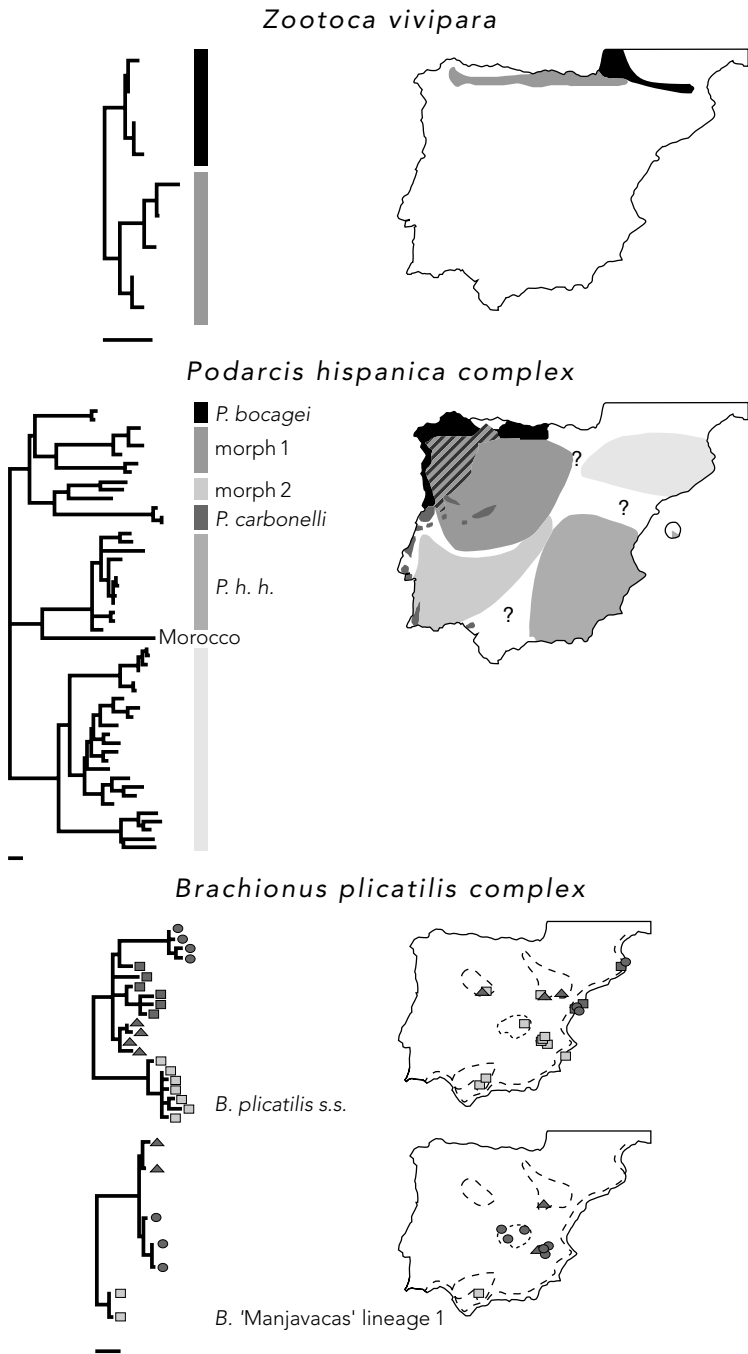 Zootoca vivipara
Podarcis hispanica complex
P. bocagei
morph 1
morph 2
P. carbonelli
P. h. h.
Morocco
?
?
?
Brachionus plicatilis complex
B. plicatilis s.s.
B. 'Manjavacas' lineage 1